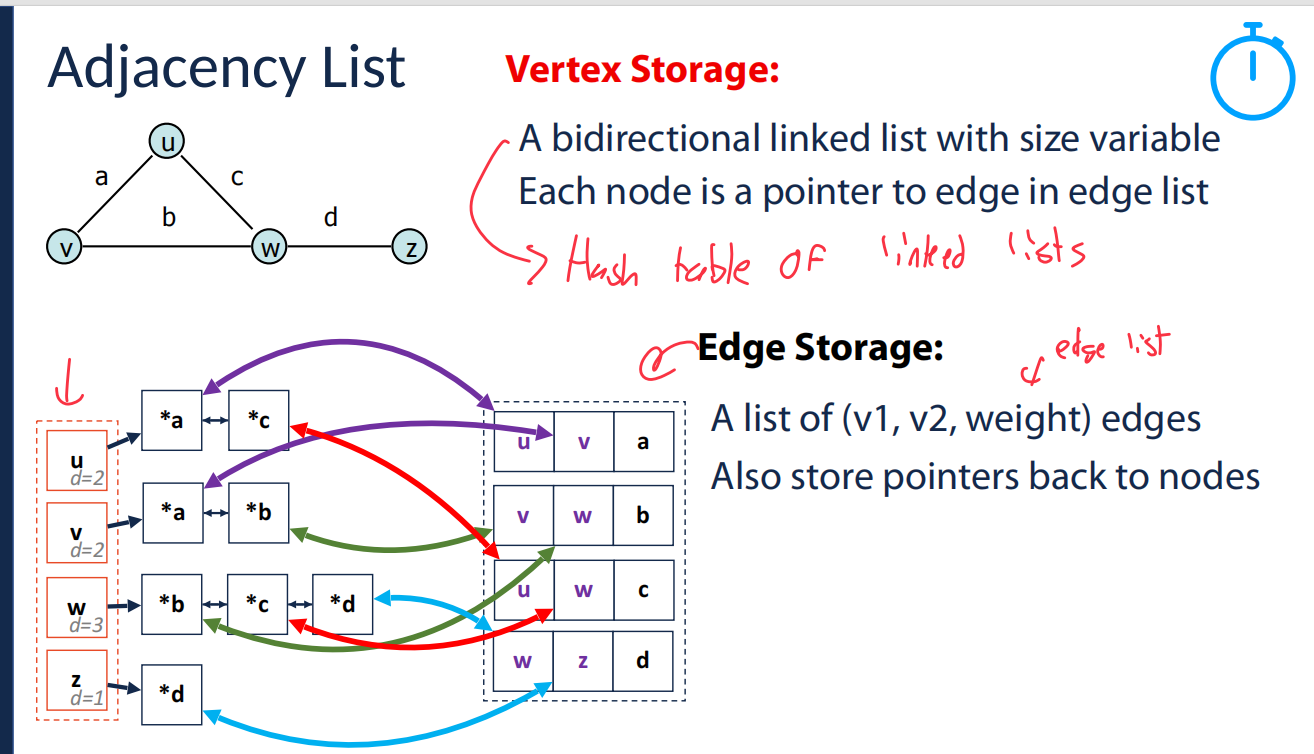 Adjacency List
Vertex Storage:
A bidirectional linked list with size variable
Each node is a pointer to edge in edge list
Hash table of linked lists
u
a
c
b
d
v
w
z
Edge Storage:
edge list
A list of (v1, v2, weight) edges
Also store pointers back to nodes
u
d=2
*a
*c
v
d=2
*a
*b
w
d=3
*b
*c
*d
z
d=1
*d
u v a
v w b
u w c
w z d